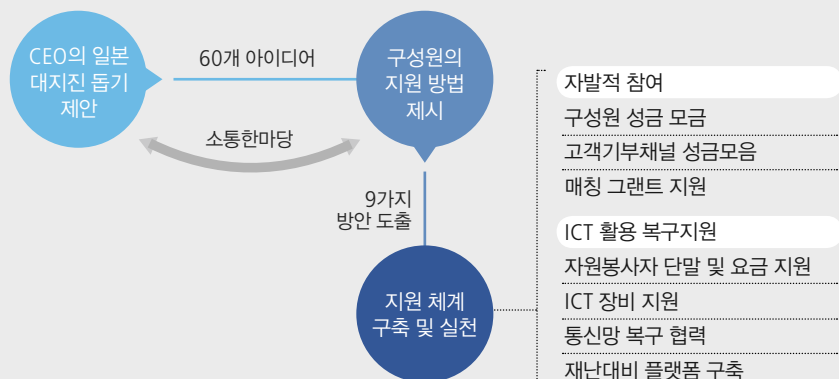 CEO의 일본
대지진 돕기
제안
60개 아이디어
소통한마당
구성원의
지원 방법
제시
9가지
방안 도출
지원 체계
구축 및 실천
자발적 참여
구성원 성금 모금
고객기부채널 성금모음
매칭 그랜트 지원
ICT 활용 복구지원
자원봉사자 단말 및 요금 지원
ICT 장비 지원
통신망 복구 협력
재난대비 플랫폼 구축